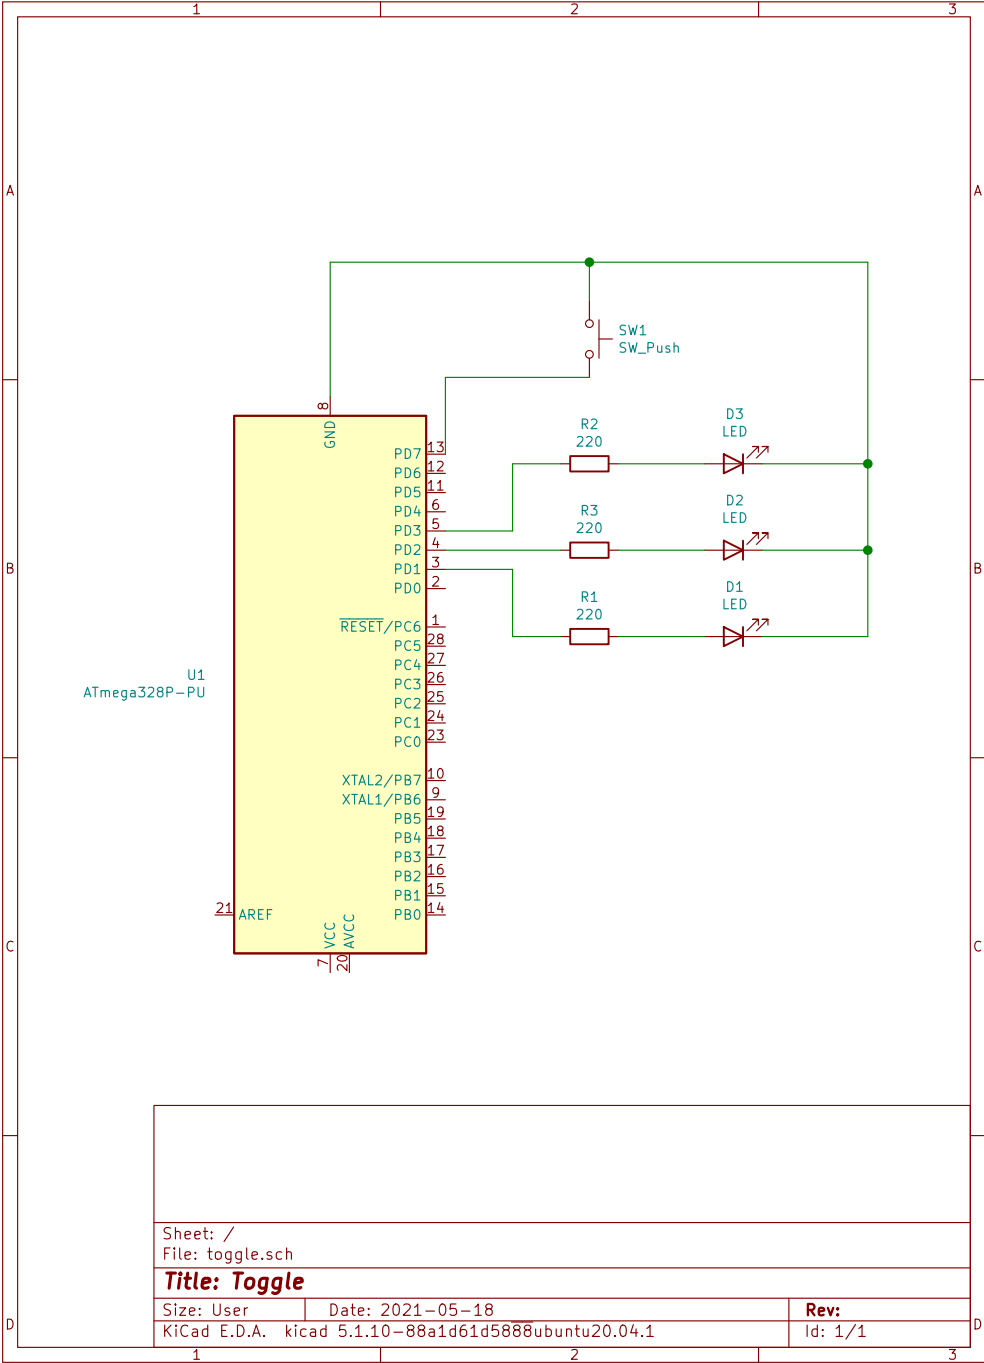 1 2 3
A A
SW1
SW_Push
8
GND
D3
LED
R2
220
PD7 13
PD6 12
PD5 11
PD4 6
PD3 5
PD2 4
PD1 3
PD0 2
D2
LED
R3
220
B B
D1
LED
R1
220
RESET/PC6 1
PC5 28
PC4 27
PC3 26
PC2 25
PC1 24
PC0 23
U1
ATmega328P-PU
XTAL2/PB7 10
XTAL1/PB6 9
PB5 19
PB4 18
PB3 17
PB2 16
PB1 15
PB0 14
21 AREF
VCC
AVCC
7
20
C C
Sheet: /
File: toggle.sch
Title: Toggle
Size: User Date: 2021-05-18 Rev:
KiCad E.D.A. kicad 5.1.10-88a1d61d5888ubuntu20.04.1 Id: 1/1
D D
1 2 3